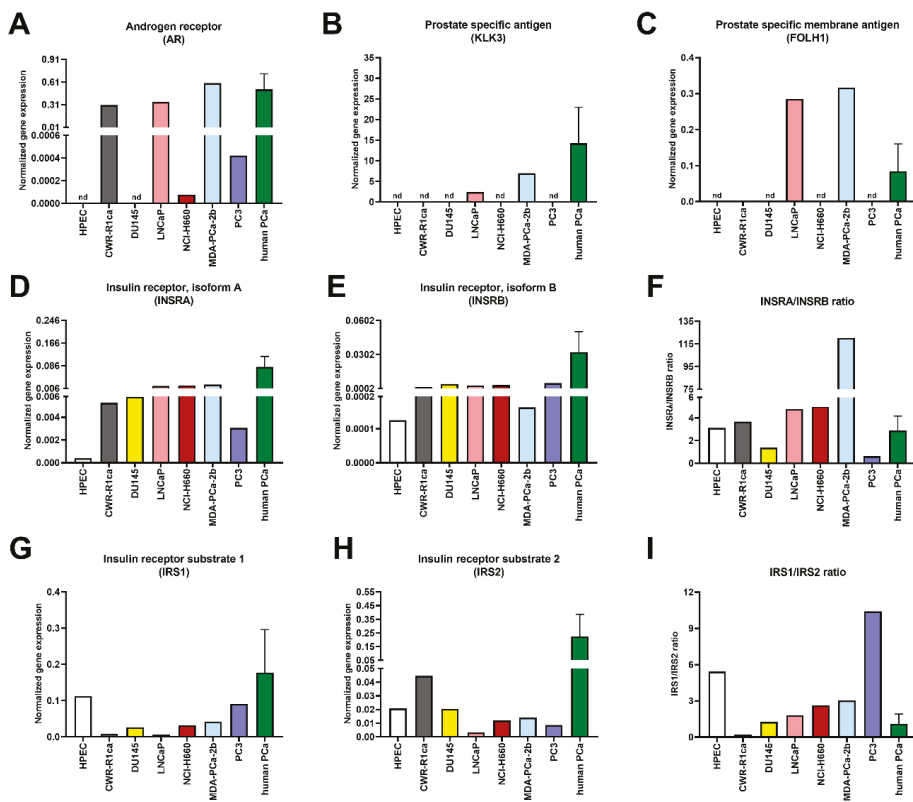 A
Androgen receptor
(AR)
Normalized gene expression
0.91
0.61
0.31
0.01
0.0006
0.0004
0.0002
0.0000
nd
nd
HPEC
CWR-R1ca
DU145
LNCaP
NCI-H660
MDA-PCa-2b
PC3
human PCa
B
Prostate specific antigen
(KLK3)
Normalized gene expression
35
30
25
20
15
10
5
0
nd
nd
nd
nd
nd
HPEC
CWR-R1ca
DU145
LNCaP
NCI-H660
MDA-PCa-2b
PC3
human PCa
C
Prostate specific membrane antigen
(FOLH1)
Normalized gene expression
0.4
0.3
0.2
0.1
0.0
nd
nd
nd
nd
HPEC
CWR-R1ca
DU145
LNCaP
NCI-H660
MDA-PCa-2b
PC3
human PCa
D
Insulin receptor, isoform A
(INSRA)
Normalized gene expression
0.246
0.166
0.086
0.006
0.006
0.004
0.002
0.000
HPEC
CWR-R1ca
DU145
LNCaP
NCI-H660
MDA-PCa-2b
PC3
human PCa
E
Insulin receptor, isoform B
(INSRB)
Normalized gene expression
0.0602
0.0302
0.0002
0.0002
0.0001
0.0000
HPEC
CWR-R1ca
DU145
LNCaP
NCI-H660
MDA-PCa-2b
PC3
human PCa
F
INSRA/INSRB ratio
INSRA/INSRB ratio
135
115
95
75
6
4
2
0
HPEC
CWR-R1ca
DU145
LNCaP
NCI-H660
MDA-PCa-2b
PC3
human PCa
G
Insulin receptor substrate 1
(IRS1)
Normalized gene expression
0.4
0.3
0.2
0.1
0.0
HPEC
CWR-R1ca
DU145
LNCaP
NCI-H660
MDA-PCa-2b
PC3
human PCa
H
Insulin receptor substrate 2
(IRS2)
Normalized gene expression
0.55
0.45
0.35
0.25
0.15
0.05
0.05
0.04
0.03
0.02
0.01
0.00
HPEC
CWR-R1ca
DU145
LNCaP
NCI-H660
MDA-PCa-2b
PC3
human PCa
I
IRS1/IRS2 ratio
IRS1/IRS2 ratio
12
9
6
3
0
HPEC
CWR-R1ca
DU145
LNCaP
NCI-H660
MDA-PCa-2b
PC3
human PCa